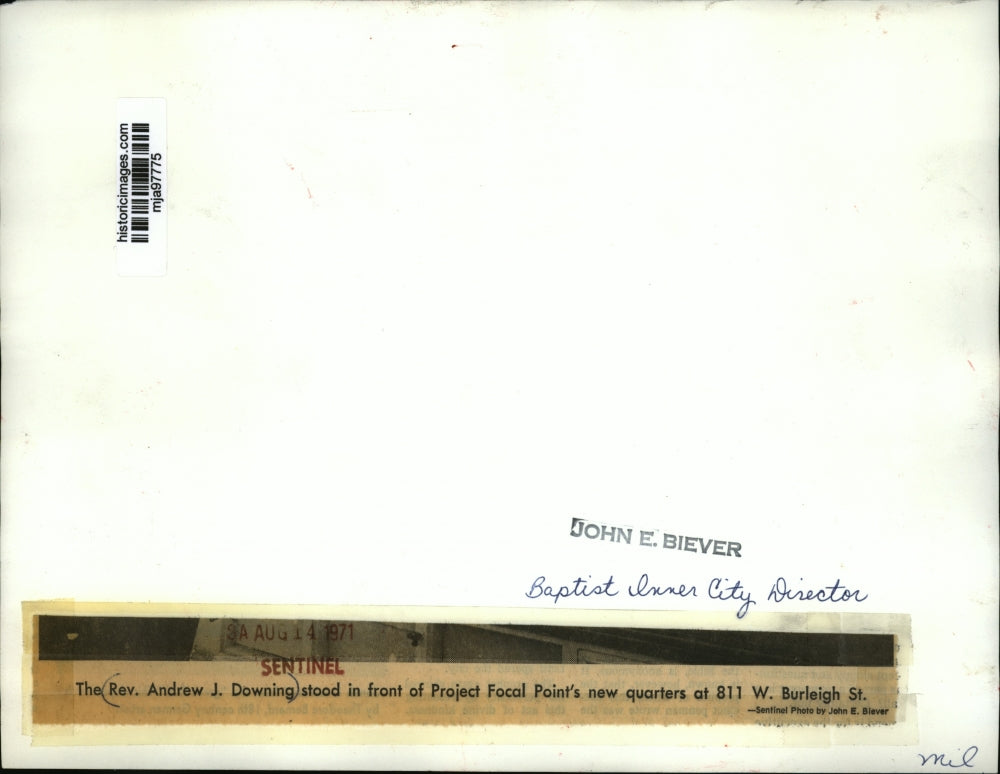 historicimages.com
mja97775
JOHN E. BIEVER
Baptist Inner City Director
SA AUG 14 1971
SENTINEL
The Rev. Andrew J. Downing stood in front of Project Focal Point's new quarters at 811 W. Burleigh St.
—Sentinel Photo by John E. Biever
Mil